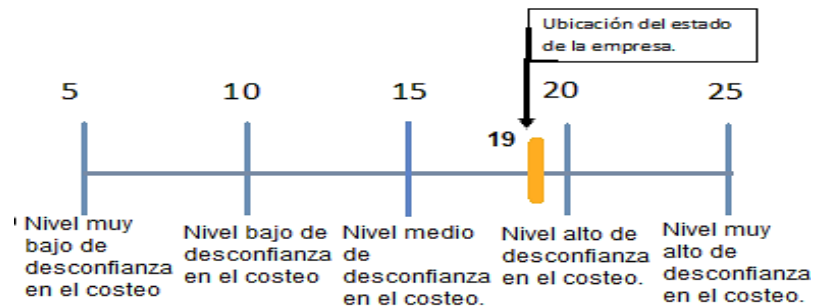 Ubicación del estado
de la empresa.
5
10
15
20
25
19
Nivel muy
bajo de
desconfianza
en el costeo
Nivel bajo de
desconfianza
en el costeo
Nivel medio
de
desconfianza
en el costeo.
Nivel alto de
desconfianza
en el costeo.
Nivel muy
alto de
desconfianza
en el costeo.